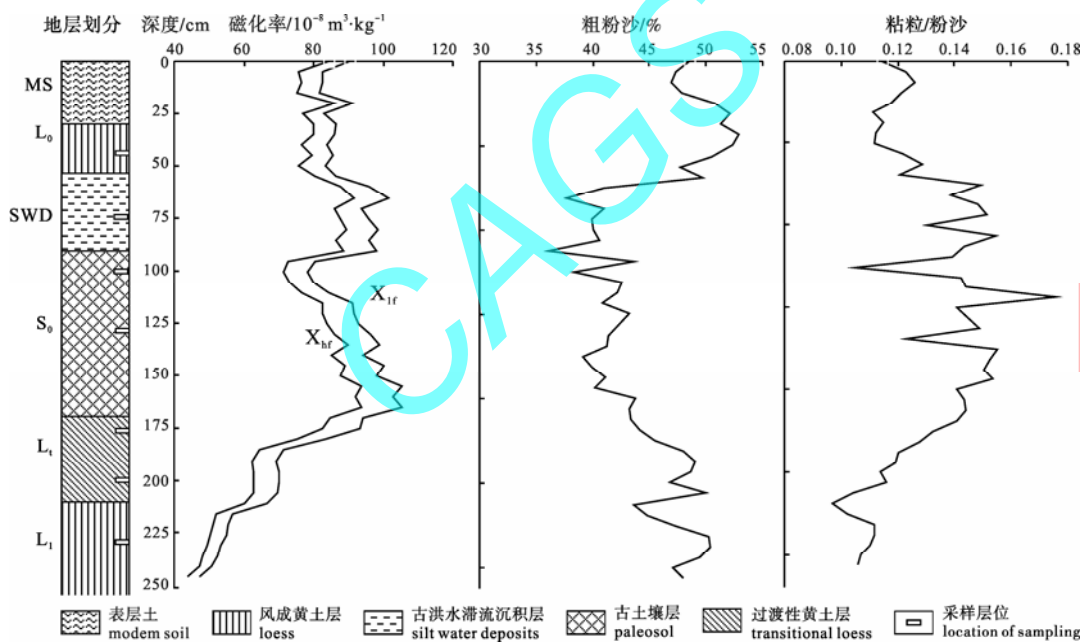 地层划分 深度/cm 磁化率/10⁻⁸ m³·kg⁻¹ 粗粉沙/% 粘粒/粉沙
40 60 80 100 120 30 35 40 45 50 55 0.08 0.10 0.12 0.14 0.16 0.18
0
MS
25
L₀
50
SWD
75
100
X₁f
S₀
125
Xhf
150
175
Lt
200
L₁
225
250
表层土 风成黄土层 古洪水滞流沉积层 古土壤层 过渡性黄土层 采样层位
modem soil loess silt water deposits paleosol transitional loess location of sampling
CAGS